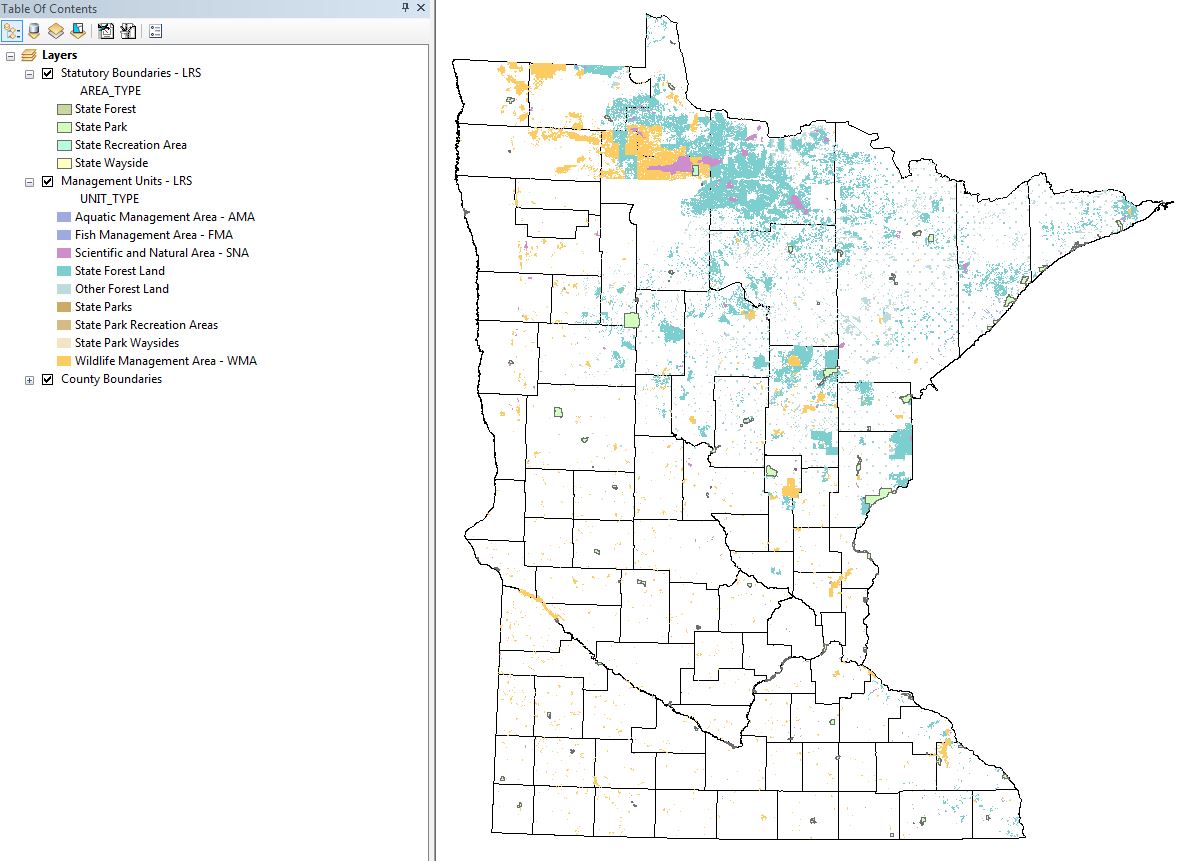 Table Of Contents
Layers
Statutory Boundaries - LRS
AREA_TYPE
State Forest
State Park
State Recreation Area
State Wayside
Management Units - LRS
UNIT_TYPE
Aquatic Management Area - AMA
Fish Management Area - FMA
Scientific and Natural Area - SNA
State Forest Land
Other Forest Land
State Parks
State Park Recreation Areas
State Park Waysides
Wildlife Management Area - WMA
County Boundaries